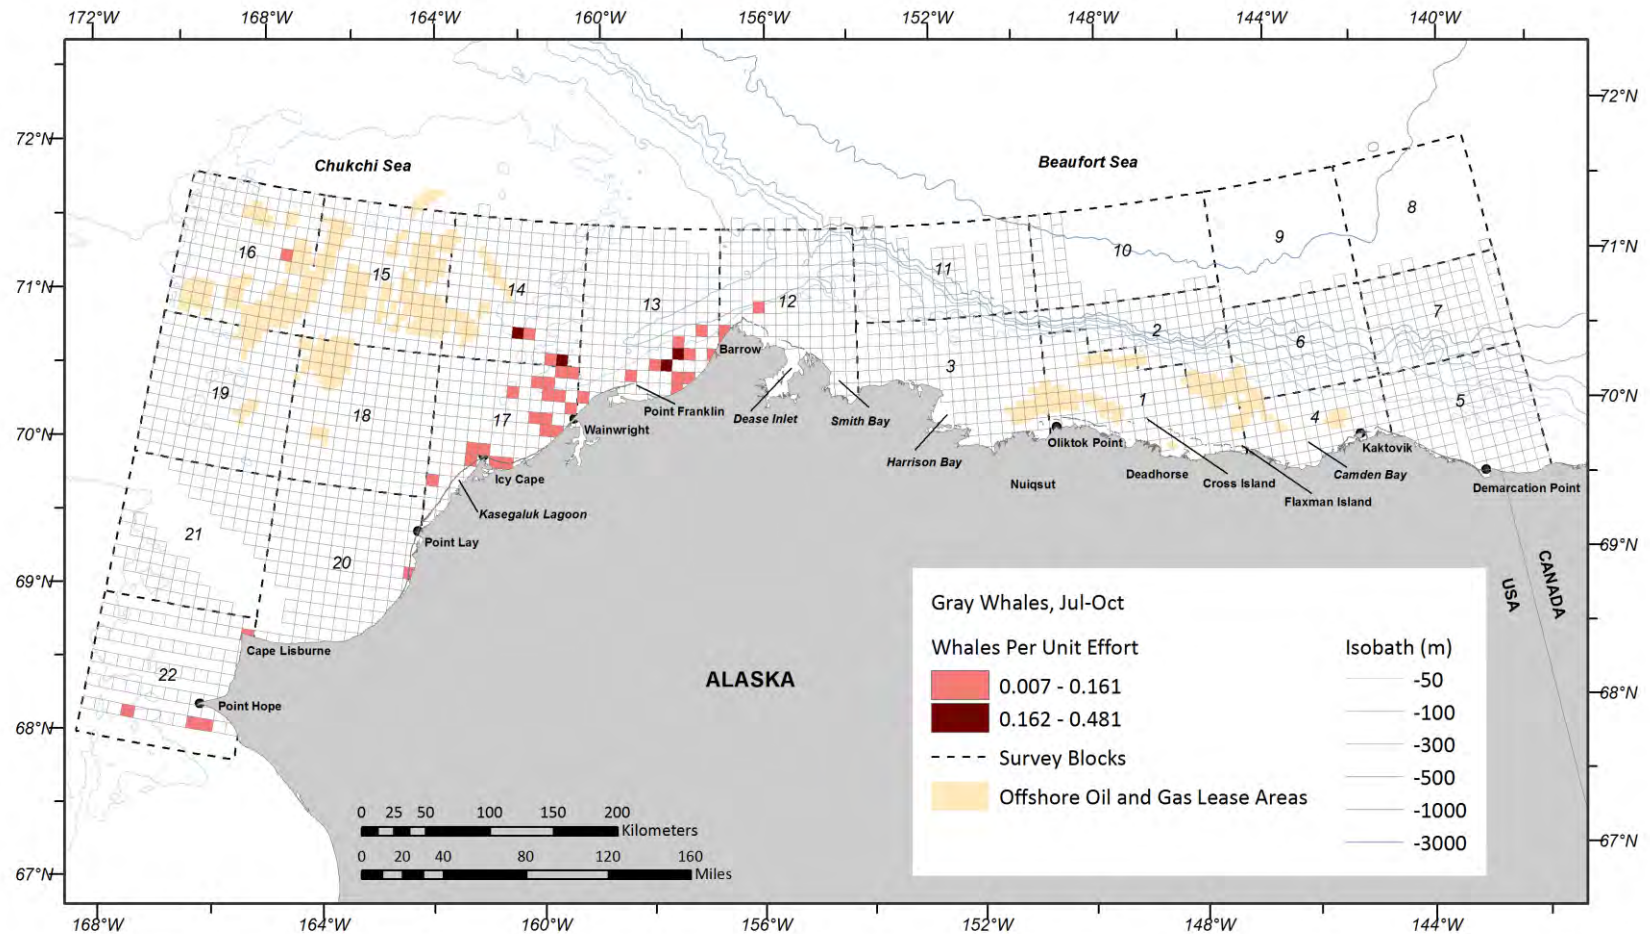 172°W 168°W 164°W 160°W 156°W 152°W 148°W 144°W 140°W
72°N
72°N
Chukchi Sea
Beaufort Sea
8
9
10
71°N
16
15
14
13
12
11
71°N
7
2
6
Barrow
3
70°N
19
18
17
1
4
5
70°N
Point Franklin
Dease Inlet
Smith Bay
Wainwright
Oliktok Point
Kaktovik
Harrison Bay
Icy Cape
Nuiqsut
Deadhorse
Cross Island
Camden Bay
Flaxman Island
Demarcation Point
Kasegaluk Lagoon
21
Point Lay
20
69°N
69°N
USA
CANADA
Cape Lisburne
22
Point Hope
ALASKA
68°N
68°N
Gray Whales, Jul-Oct
Whales Per Unit Effort
0.007 - 0.161
0.162 - 0.481
Survey Blocks
Offshore Oil and Gas Lease Areas
Isobath (m)
-50
-100
-300
-500
-1000
-3000
0 25 50 100 150 200
Kilometers
0 20 40 80 120 160
Miles
67°N
67°N
168°W 164°W 160°W 156°W 152°W 148°W 144°W